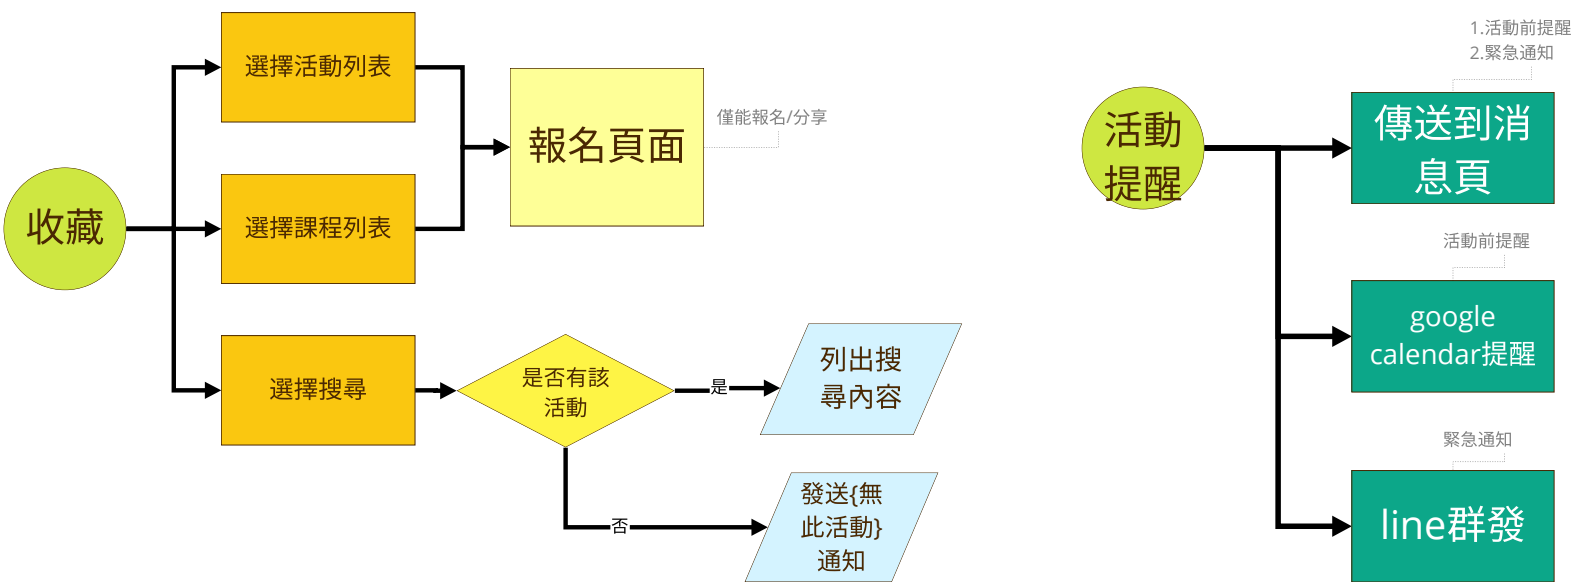 收藏
選擇活動列表
選擇課程列表
選擇搜尋
報名頁面
僅能報名/分享
是否有該
活動
是
否
列出搜
尋內容
發送{無
此活動}
通知
活動
提醒
1.活動前提醒
2.緊急通知
傳送到消
息頁
活動前提醒
google
calendar提醒
緊急通知
line群發